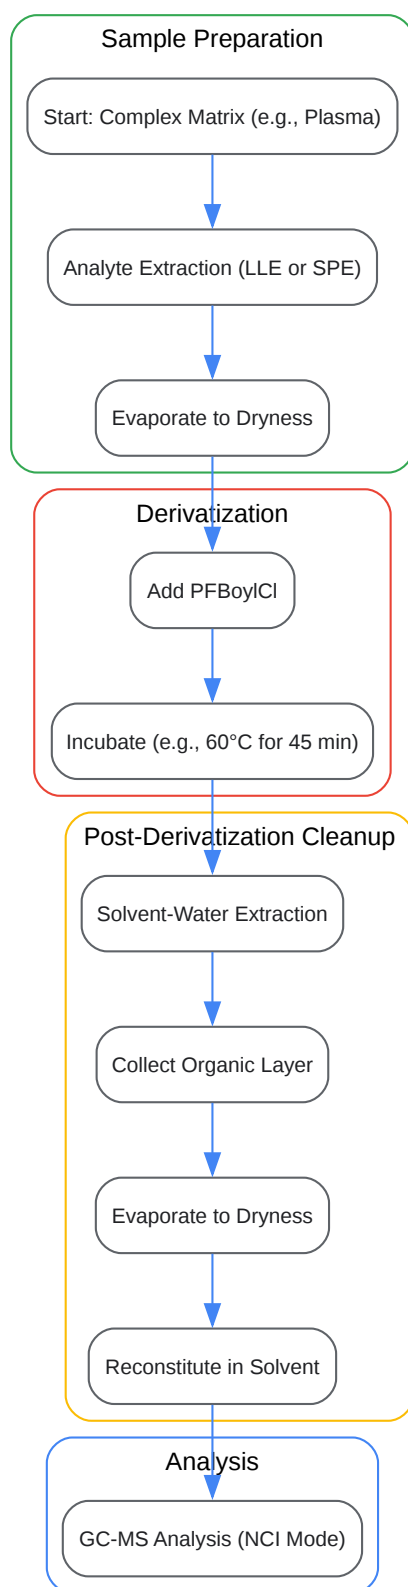 Sample Preparation
Start: Complex Matrix (e.g., Plasma)
Analyte Extraction (LLE or SPE)
Evaporate to Dryness
Derivatization
Add PFBoylCl
Incubate (e.g., 60°C for 45 min)
Post-Derivatization Cleanup
Solvent-Water Extraction
Collect Organic Layer
Evaporate to Dryness
Reconstitute in Solvent
Analysis
GC-MS Analysis (NCI Mode)